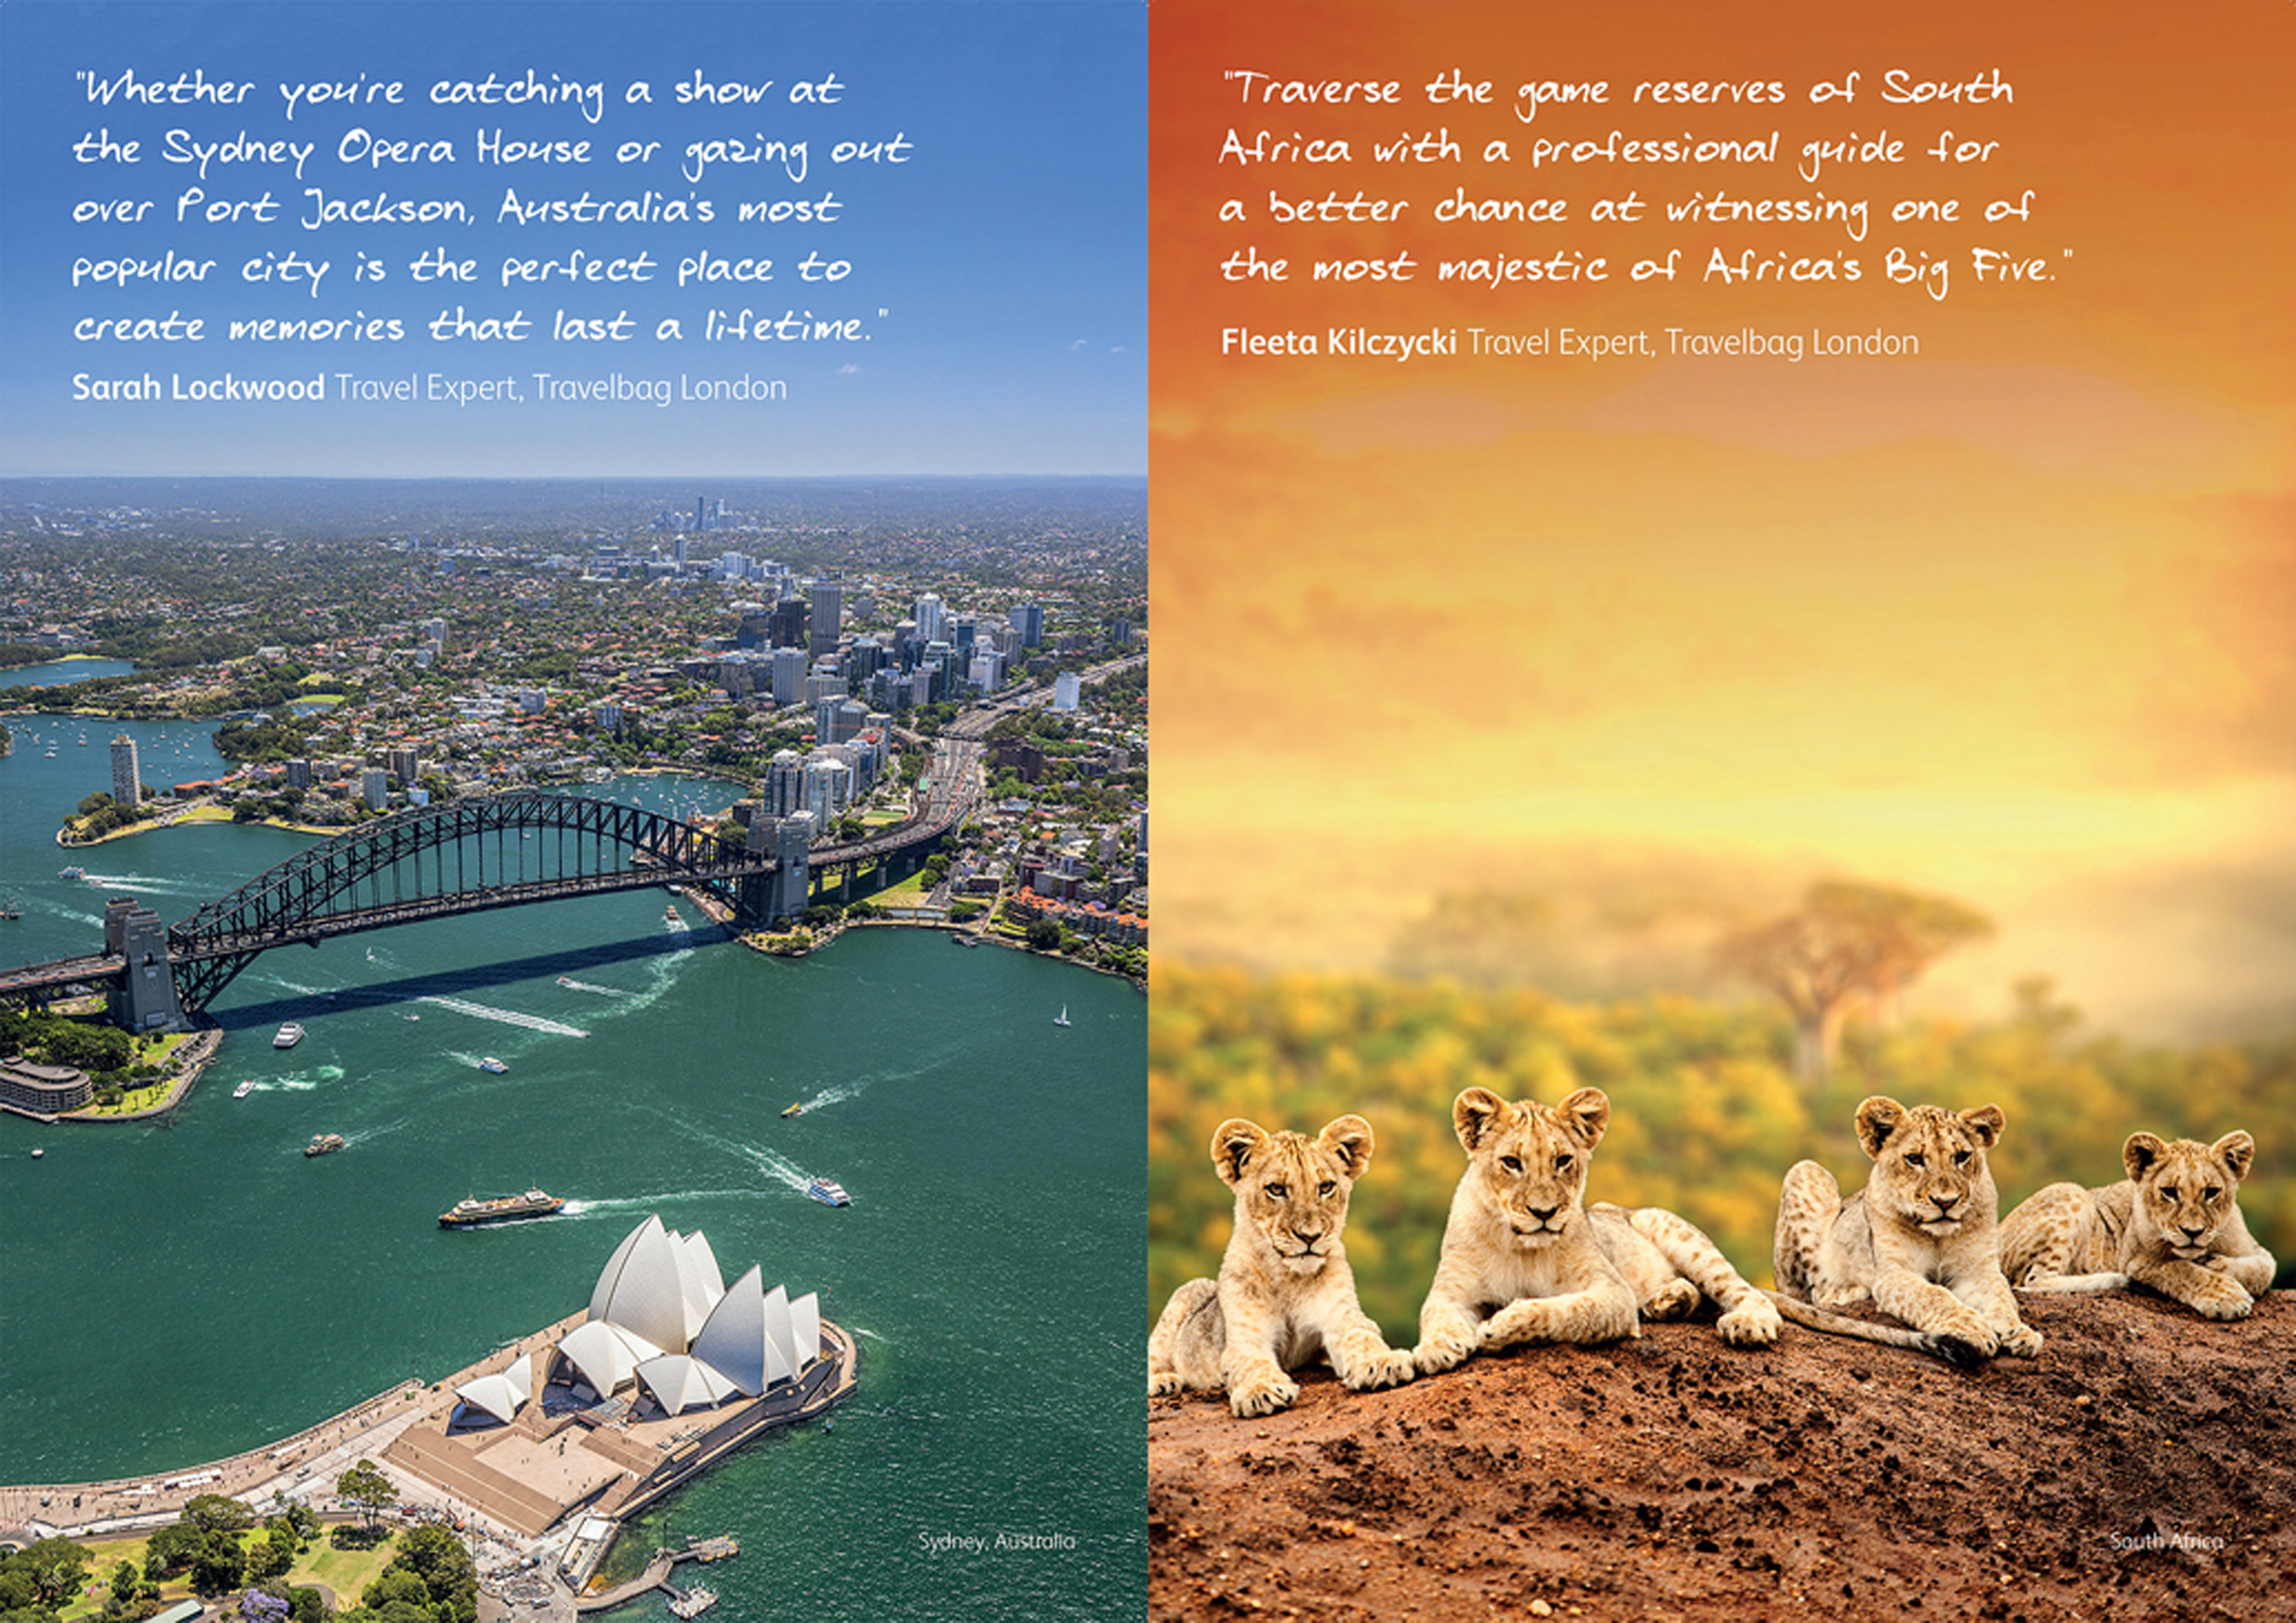 "Whether you're catching a show at
the Sydney Opera House or gazing out
over Port Jackson, Australia's most
popular city is the perfect place to
create memories that last a lifetime."
Sarah Lockwood Travel Expert, Travelbag London
Sydney, Australia
"Traverse the game reserves of South
Africa with a professional guide for
a better chance at witnessing one of
the most majestic of Africa's Big Five."
Fleeta Kilczycki Travel Expert, Travelbag London
South Africa